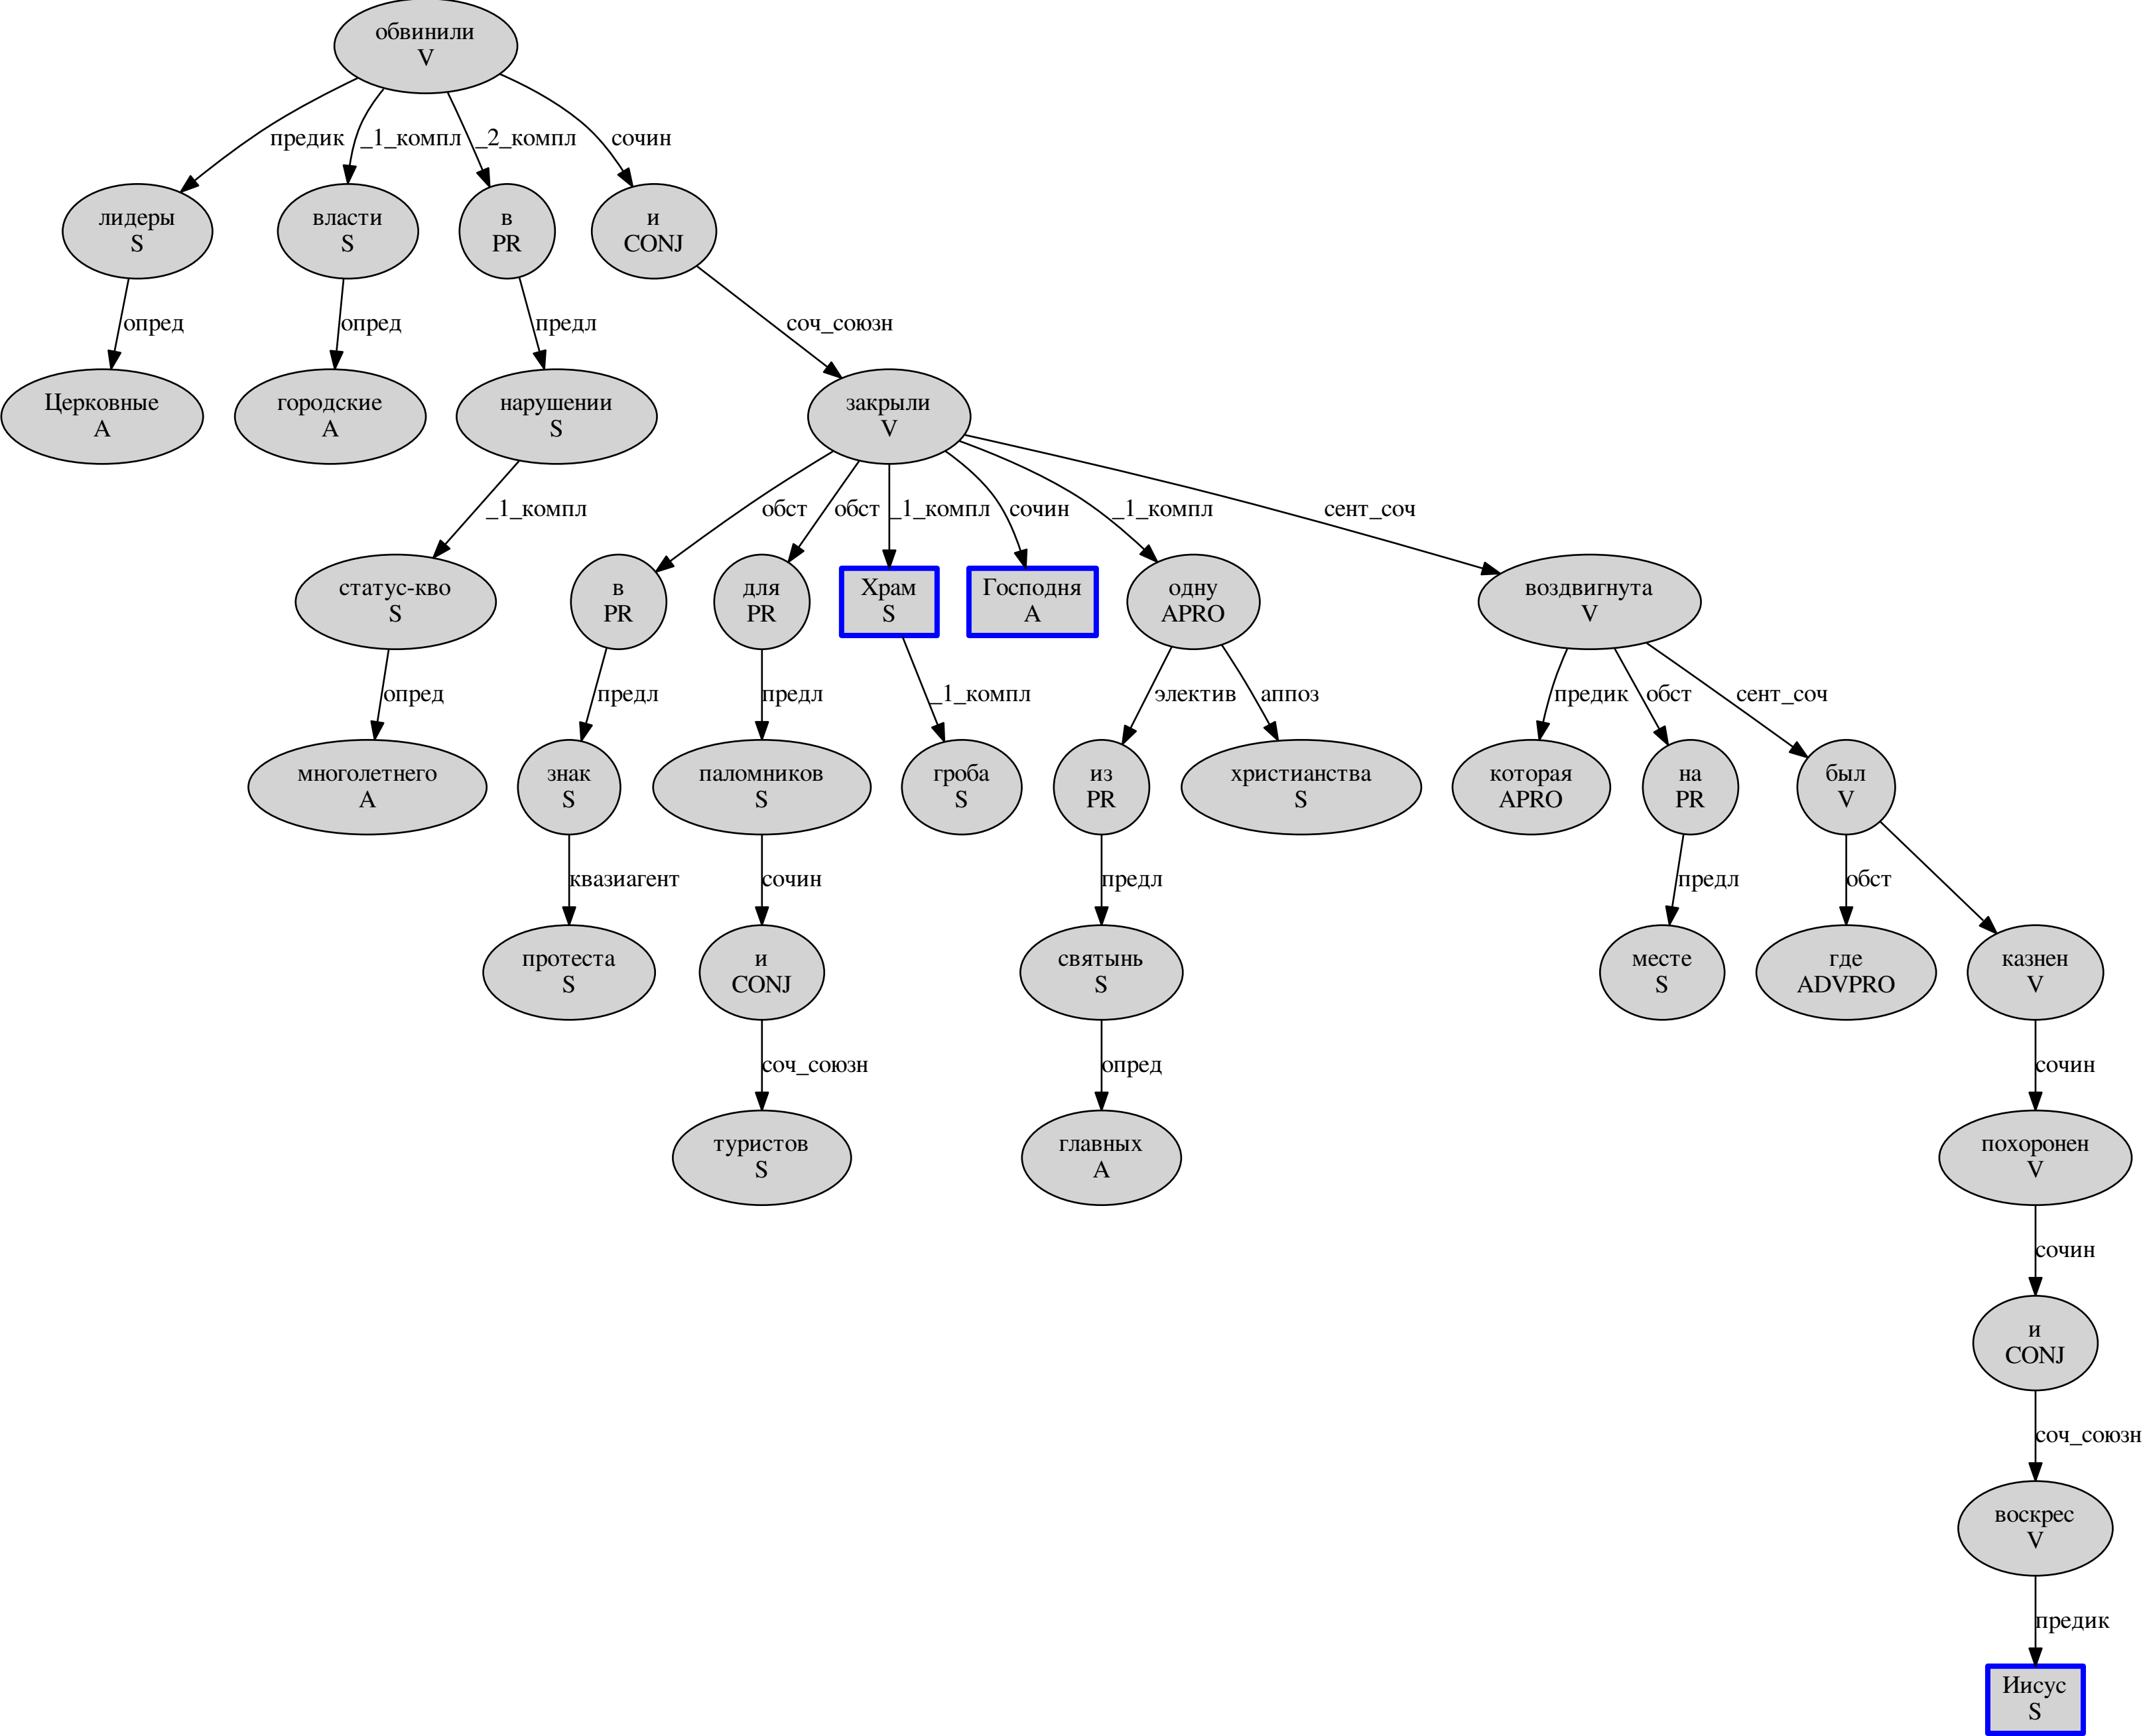 обвинили
V
предик
_1_компл
_2_компл
сочин
лидеры
S
власти
S
в
PR
и
CONJ
опред
опред
предл
соч_союзн
Церковные
A
городские
A
нарушении
S
закрыли
V
_1_компл
обст
обст
_1_компл
сочин
_1_компл
сент_соч
статус-кво
S
в
PR
для
PR
Храм
S
Господня
A
одну
APRO
воздвигнута
V
опред
предл
предл
_1_компл
электив
аппоз
предик
обст
сент_соч
многолетнего
A
знак
S
паломников
S
гроба
S
из
PR
христианства
S
которая
APRO
на
PR
был
V
квазиагент
сочин
предл
предл
обст
протеста
S
и
CONJ
святынь
S
месте
S
где
ADVPRO
казнен
V
соч_союзн
опред
сочин
туристов
S
главных
A
похоронен
V
сочин
и
CONJ
соч_союзн
воскрес
V
предик
Иисус
S